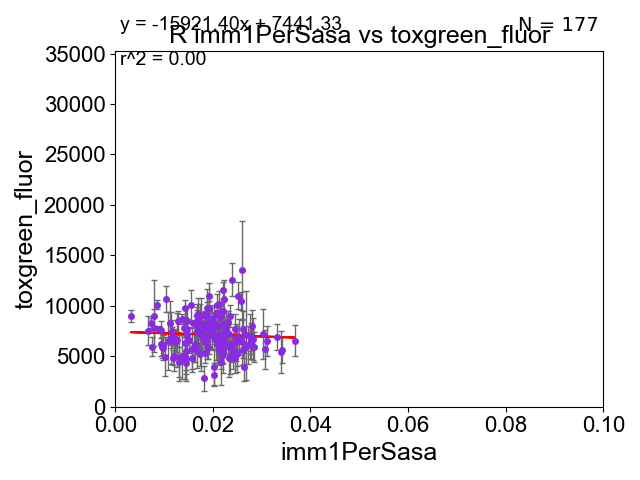 y = -15921.40x + 7441.33
N = 177
R imm1PerSasa vs toxgreen_fluor
r^2 = 0.00
35000
30000
25000
20000
15000
10000
5000
0
toxgreen_fluor
0.00 0.02 0.04 0.06 0.08 0.10
imm1PerSasa